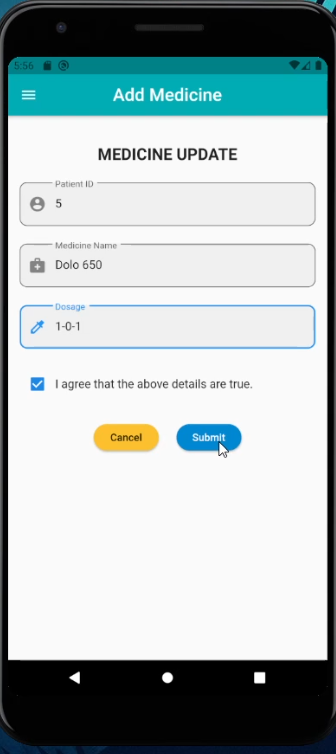 5:56
Add Medicine
MEDICINE UPDATE
Patient ID
5
Medicine Name
Dolo 650
Dosage
1-0-1
I agree that the above details are true.
Cancel
Submit